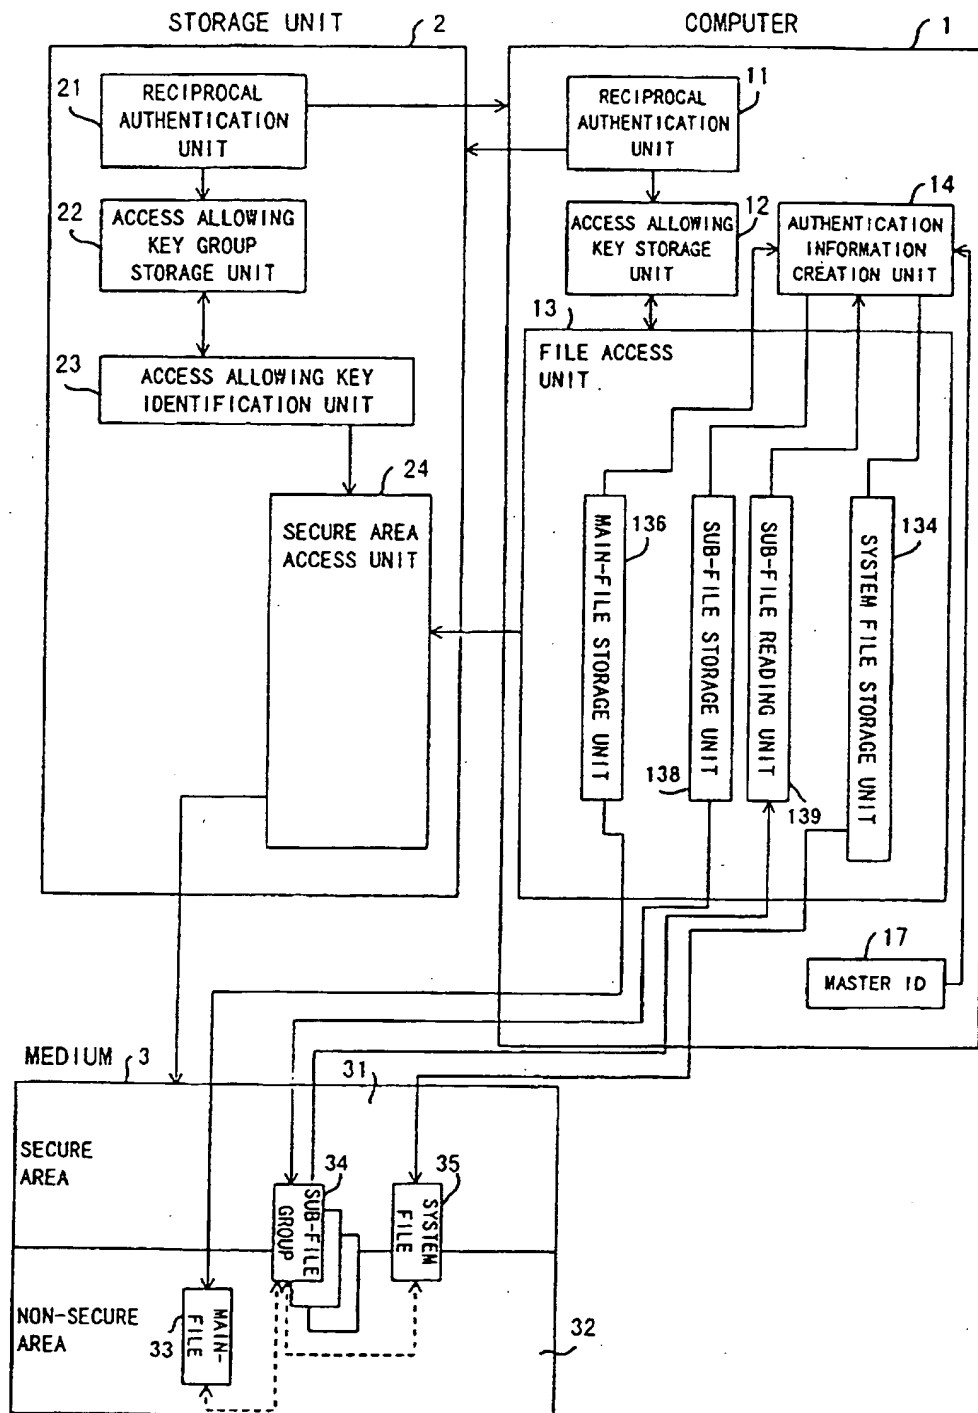 STORAGE UNIT
2
COMPUTER
1
21
RECIPROCAL
AUTHENTICATION
UNIT
11
RECIPROCAL
AUTHENTICATION
UNIT
22
ACCESS ALLOWING
KEY GROUP
STORAGE UNIT
12
ACCESS ALLOWING
KEY STORAGE
UNIT
14
AUTHENTICATION
INFORMATION
CREATION UNIT
13
FILE ACCESS
UNIT
23
ACCESS ALLOWING KEY
IDENTIFICATION UNIT
24
SECURE AREA
ACCESS UNIT
MAIN-FILE STORAGE UNIT
136
SUB-FILE STORAGE UNIT
138
SUB-FILE READING UNIT
139
SYSTEM FILE STORAGE UNIT
134
17
MASTER ID
MEDIUM 3
31
SECURE
AREA
34
SUB-FILE
GROUP
35
SYSTEM
FILE
NON-SECURE
AREA
33
MAIN-
FILE
32